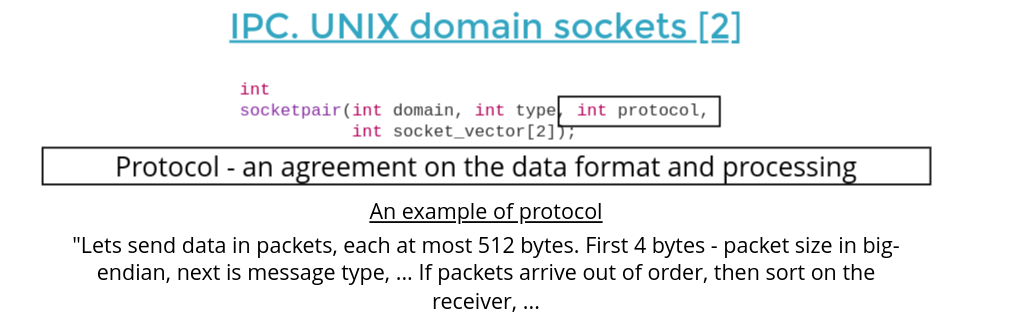 IPC. UNIX domain sockets [2]
int
socketpair(int domain, int type, int protocol,
int socket_vector[2]);
Protocol - an agreement on the data format and processing
An example of protocol
"Lets send data in packets, each at most 512 bytes. First 4 bytes - packet size in big-
endian, next is message type, ... If packets arrive out of order, then sort on the
receiver, ...